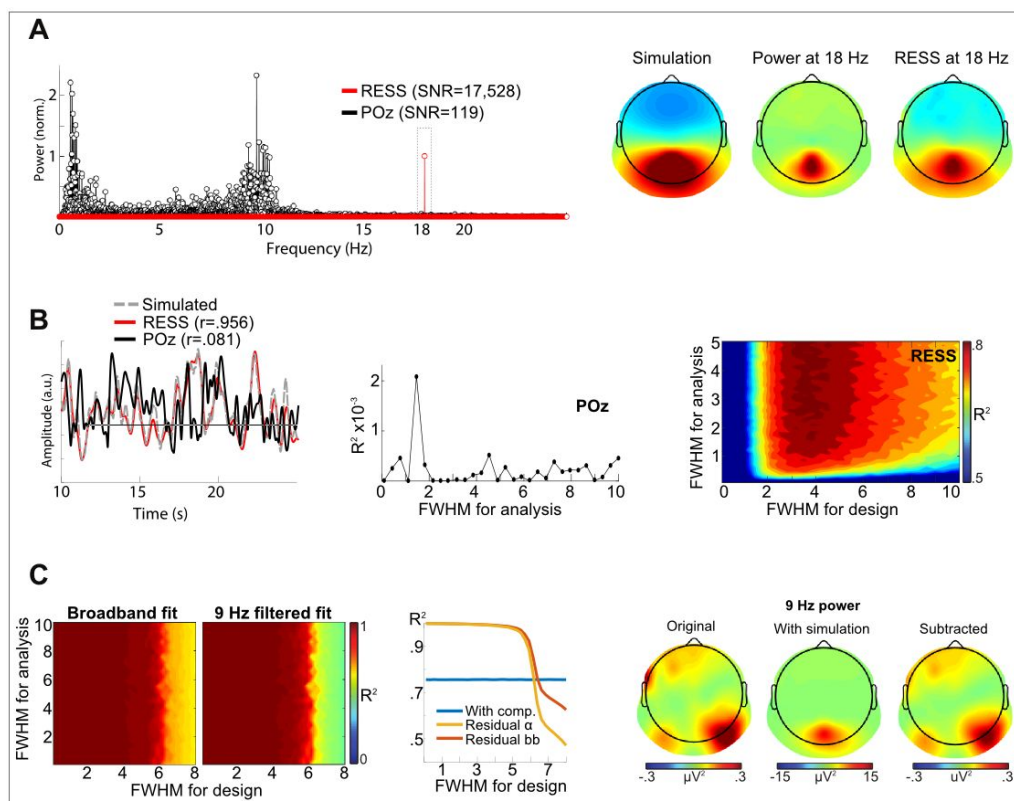 A
Power (norm.)
2
1
0
5
10
15
18
20
Frequency (Hz)
RESS (SNR=17,528)
POz (SNR=119)
Simulation
Power at 18 Hz
RESS at 18 Hz
B
Simulated
RESS (r=.956)
POz (r=.081)
Amplitude (a.u.)
10
15
20
Time (s)
R² x10⁻³
2
1
0
0
2
4
6
8
10
FWHM for analysis
POz
FWHM for analysis
5
4
3
2
1
0
2
4
6
8
10
FWHM for design
RESS
.8
R²
.5
C
Broadband fit
9 Hz filtered fit
FWHM for analysis
10
8
6
4
2
2
4
6
8
2
4
6
8
FWHM for design
1
R²
0
R²
.9
.7
.5
With comp.
Residual α
Residual bb
1
3
5
7
FWHM for design
9 Hz power
Original
With simulation
Subtracted
-.3
µV²
.3
-15
µV²
15
-.3
uV²
.3